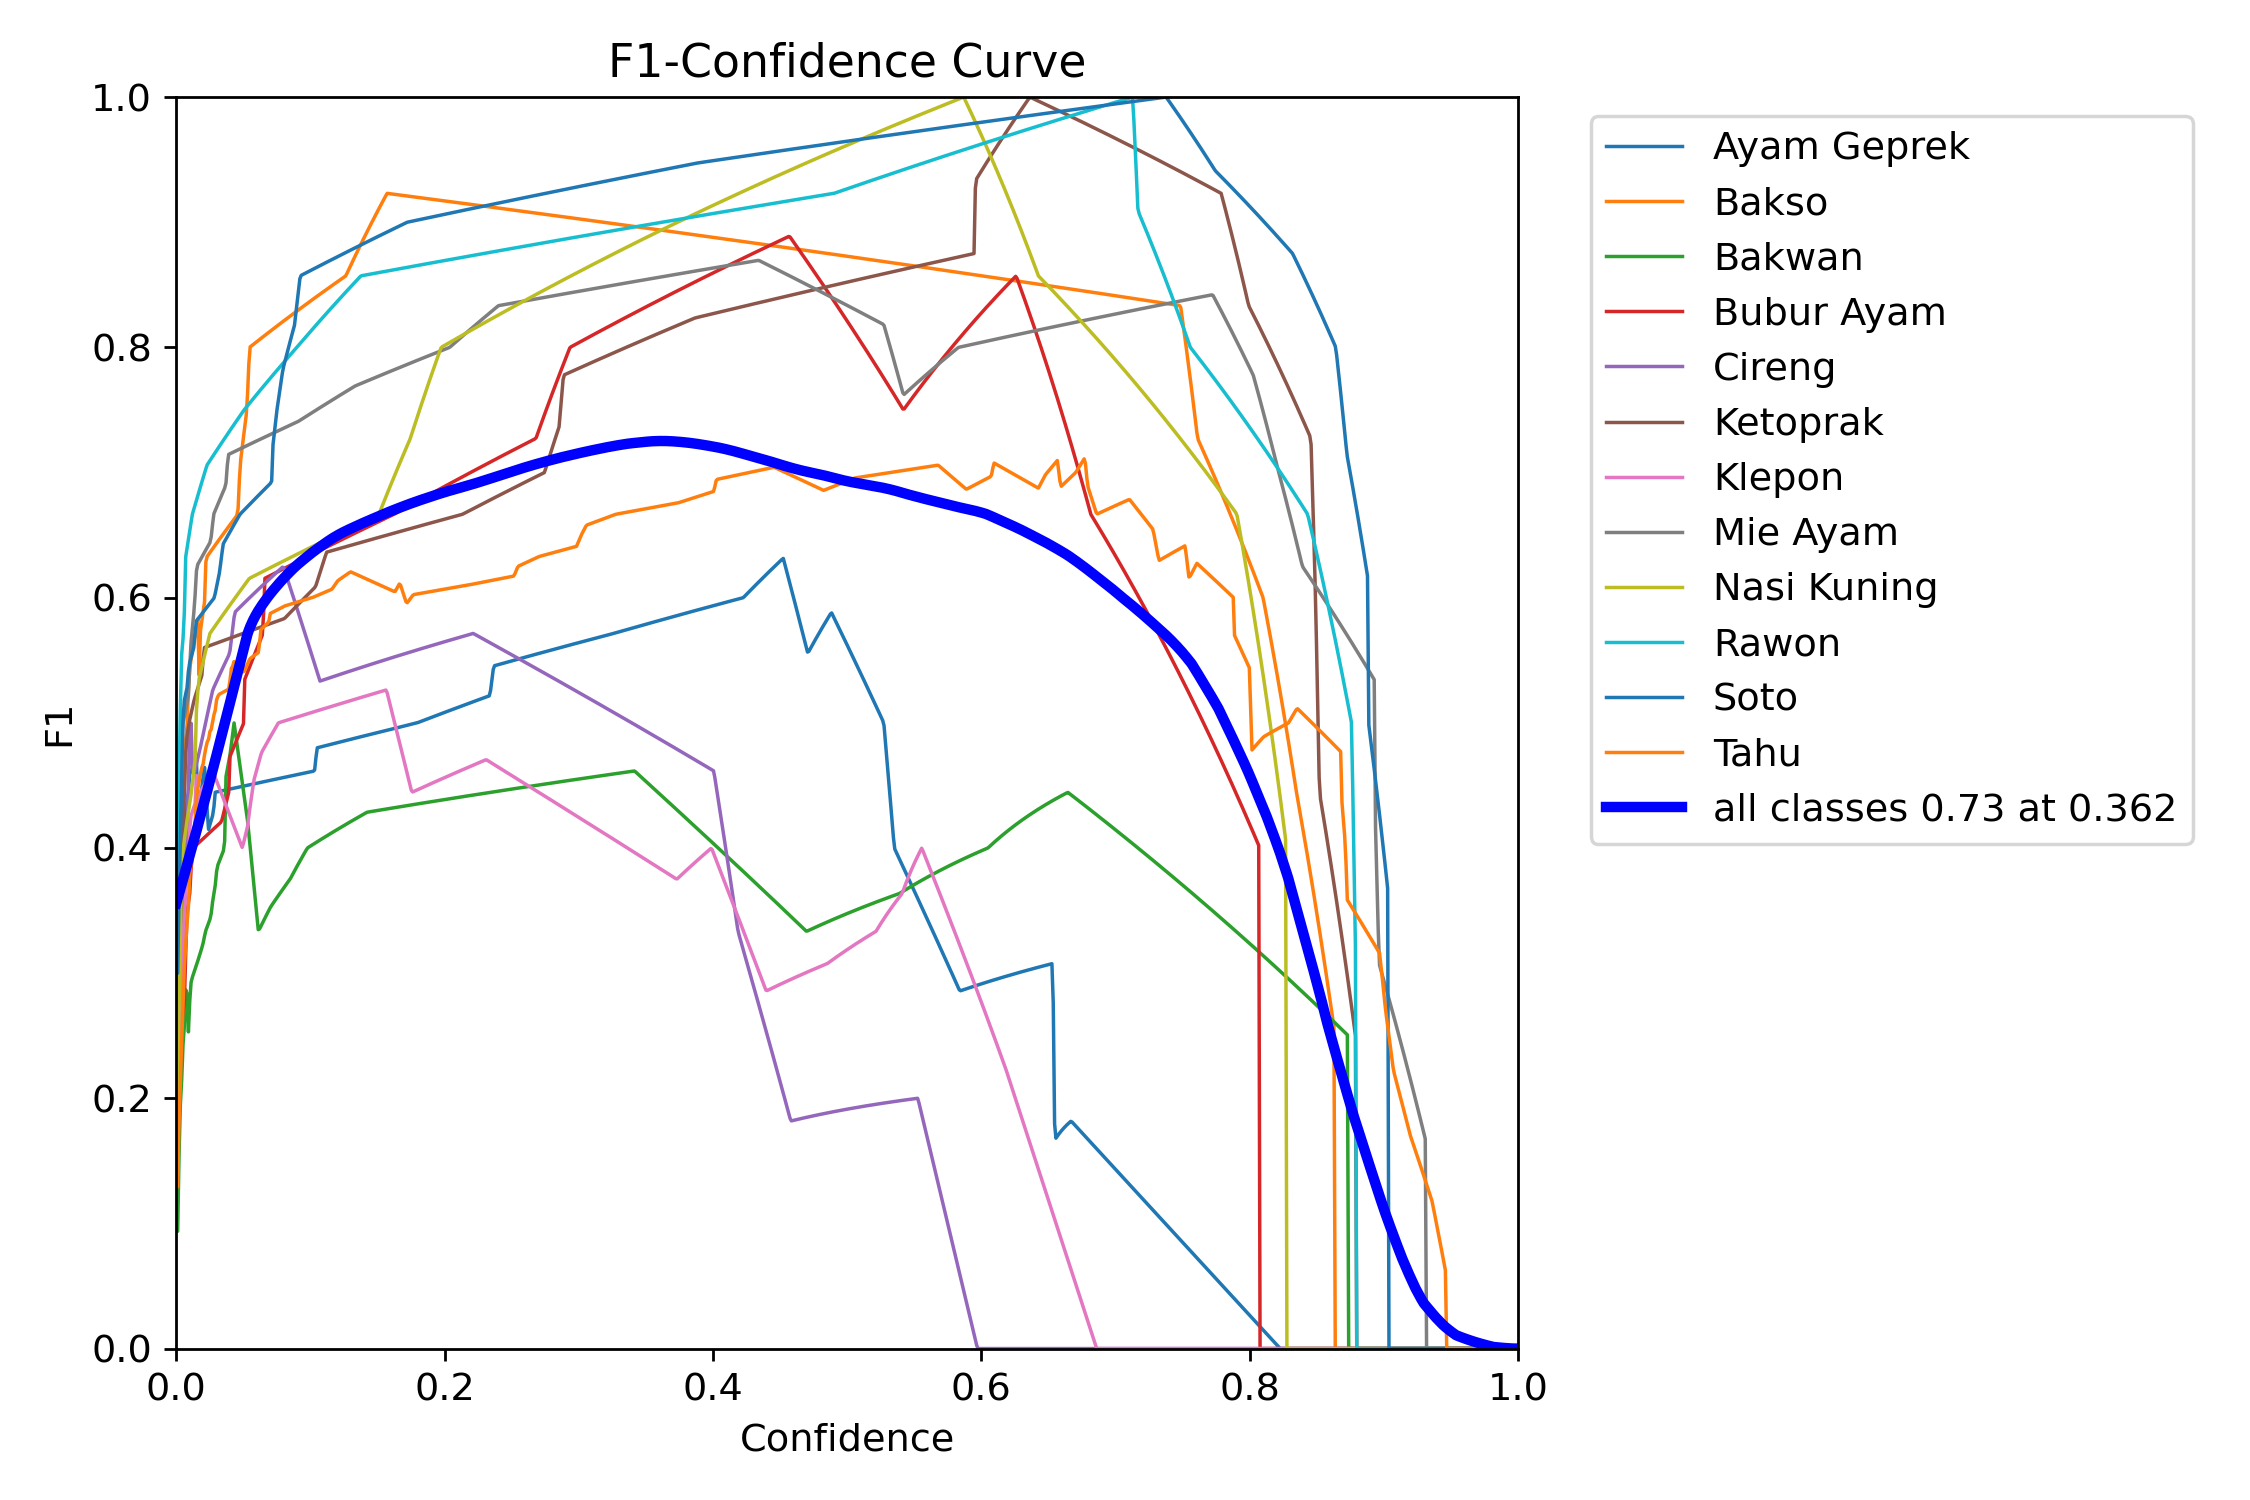 F1-Confidence Curve
1.0
0.8
0.6
0.4
0.2
0.0
F1
0.0 0.2 0.4 0.6 0.8 1.0
Confidence
Ayam Geprek
Bakso
Bakwan
Bubur Ayam
Cireng
Ketoprak
Klepon
Mie Ayam
Nasi Kuning
Rawon
Soto
Tahu
all classes 0.73 at 0.362